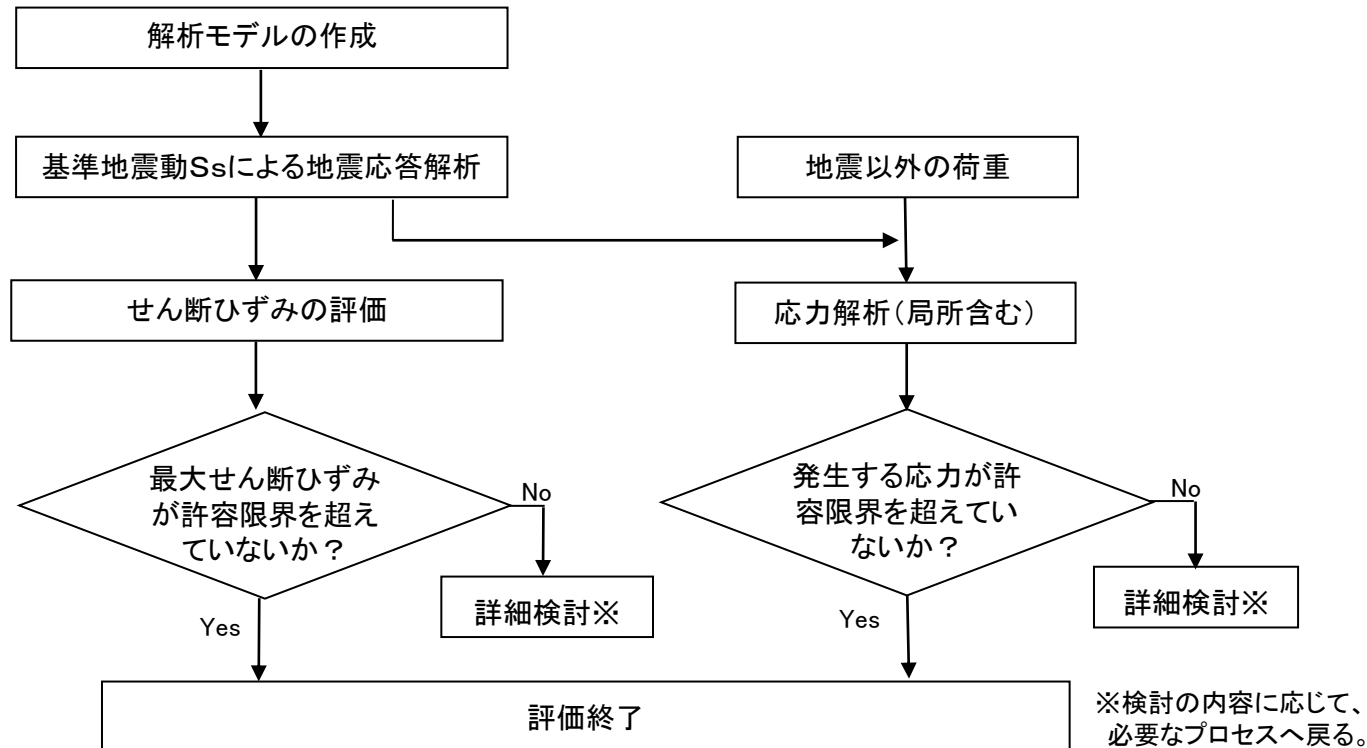 解析モデルの作成
基準地震動Ssによる地震応答解析
地震以外の荷重
せん断ひずみの評価
応力解析(局所含む)
最大せん断ひずみ
が許容限界を超え
ていないか？
No
詳細検討※
Yes
発生する応力が許
容限界を超えてい
ないか？
No
詳細検討※
Yes
評価終了
※検討の内容に応じて、
必要なプロセスへ戻る。